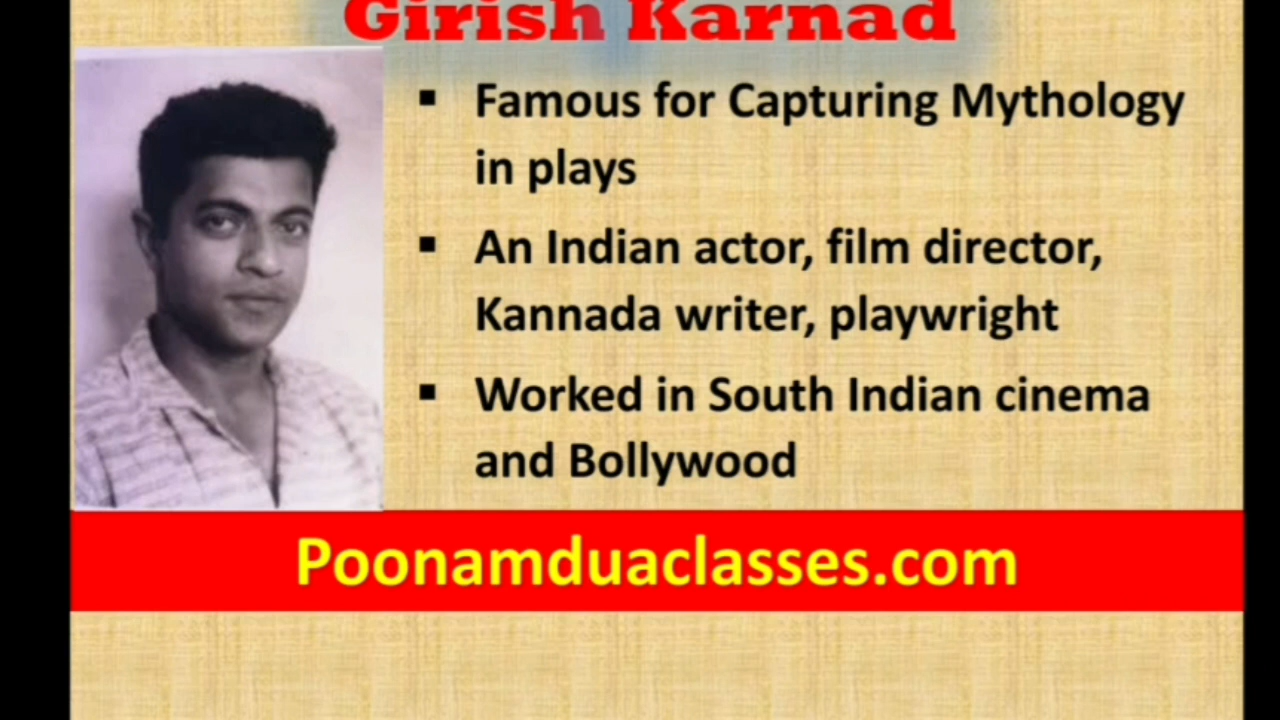 Girish Karnad
▪ Famous for Capturing Mythology
in plays
▪ An Indian actor, film director,
Kannada writer, playwright
▪ Worked in South Indian cinema
and Bollywood
Poonamduaclasses.com